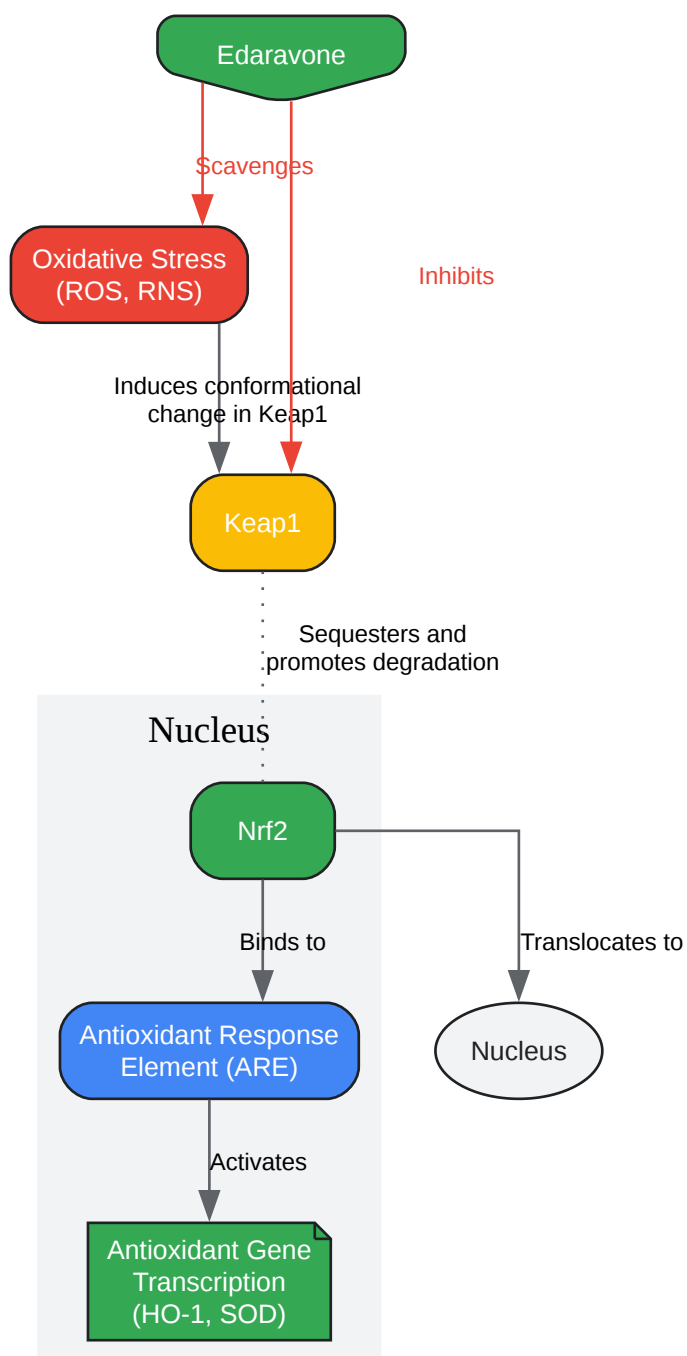 Edaravone
Scavenges
Oxidative Stress
(ROS, RNS)
Inhibits
Induces conformational
change in Keap1
Keap1
Sequesters and
promotes degradation
Nucleus
Nrf2
Binds to
Translocates to
Antioxidant Response
Element (ARE)
Nucleus
Activates
Antioxidant Gene
Transcription
(HO-1, SOD)